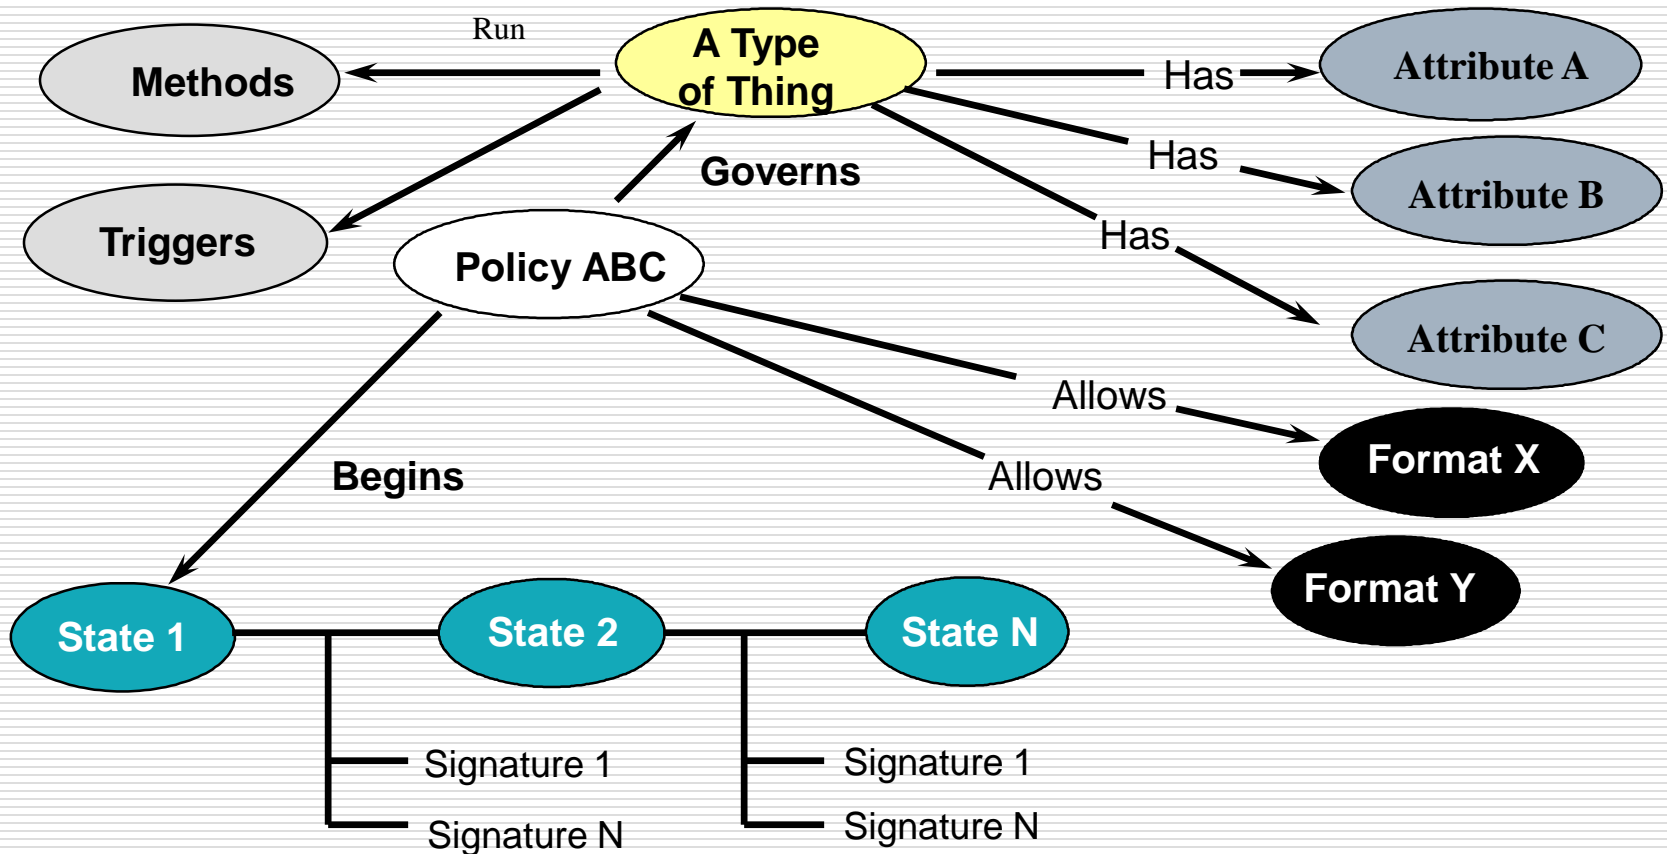 Run
A Type
of Thing
Methods
Has
Attribute A
Has
Governs
Attribute B
Triggers
Has
Policy ABC
Attribute C
Allows
Format X
Begins
Allows
Format Y
State 1
State 2
State N
Signature 1
Signature 1
Signature N
Signature N